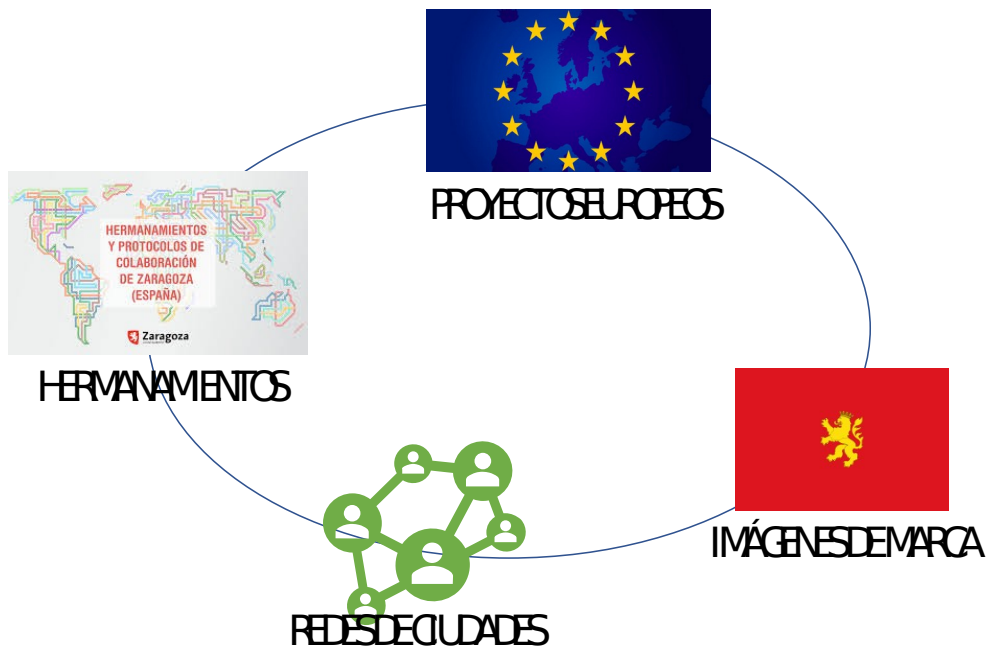 PROYECTOS EUROPEOS
HERMANAMIENTOS
Y PROTOCOLOS DE
COLABORACIÓN
DE ZARAGOZA
(ESPAÑA)
Zaragoza
HERMANAMIENTOS
IMÁGENES DE MARCA
REDES DE CIUDADES